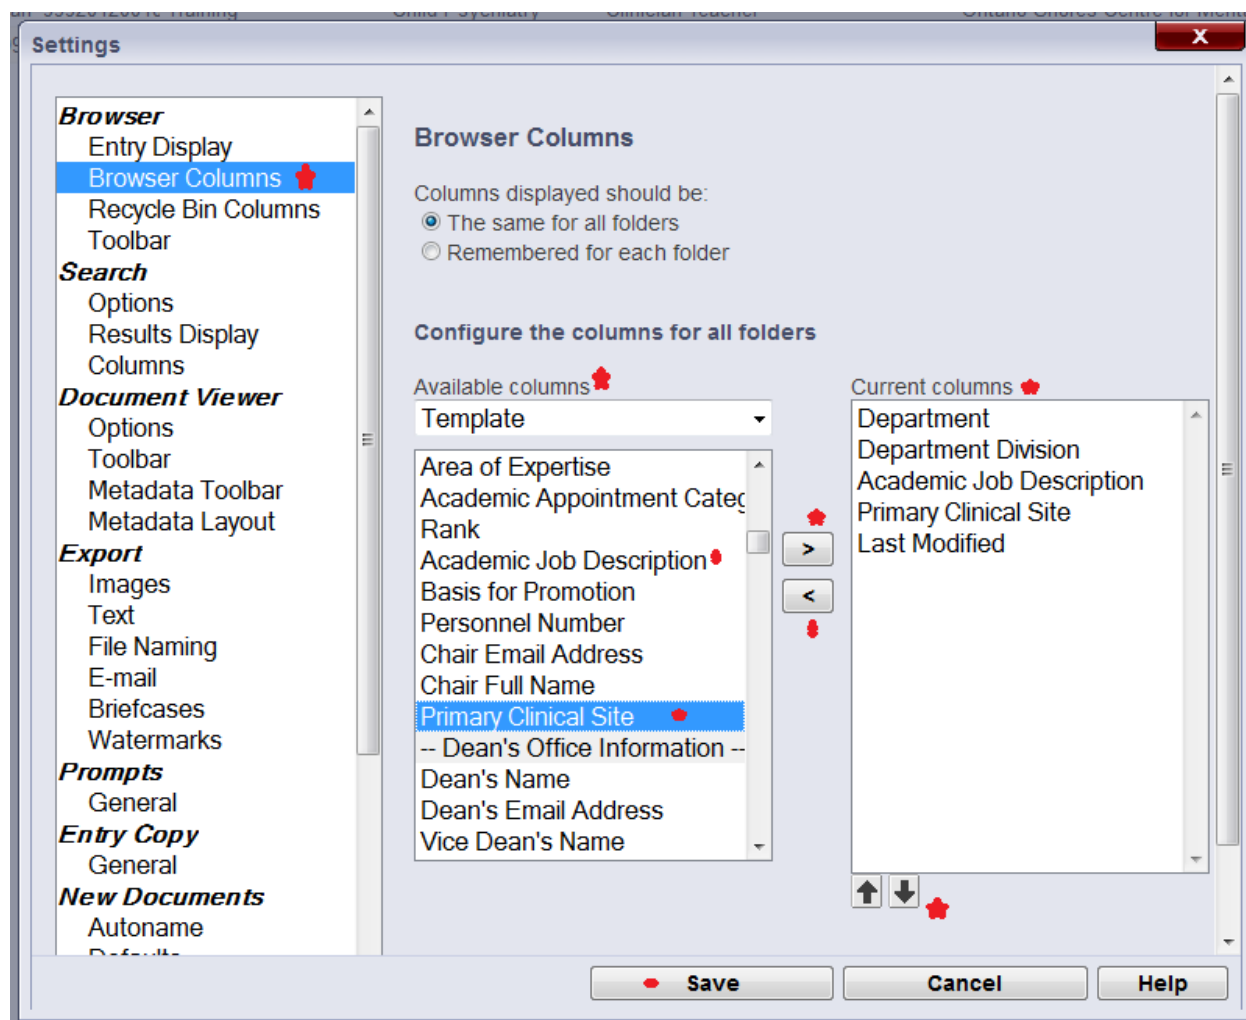 Settings
X
Browser
Entry Display
Browser Columns
Recycle Bin Columns
Toolbar
Search
Options
Results Display
Columns
Document Viewer
Options
Toolbar
Metadata Toolbar
Metadata Layout
Export
Images
Text
File Naming
E-mail
Briefcases
Watermarks
Prompts
General
Entry Copy
General
New Documents
Autoname
Browser Columns
Columns displayed should be:
The same for all folders
Remembered for each folder
Configure the columns for all folders
Available columns
Template
Area of Expertise
Academic Appointment Categ
Rank
Academic Job Description
Basis for Promotion
Personnel Number
Chair Email Address
Chair Full Name
Primary Clinical Site
-- Dean's Office Information --
Dean's Name
Dean's Email Address
Vice Dean's Name
>
<
Current columns
Department
Department Division
Academic Job Description
Primary Clinical Site
Last Modified
Save
Cancel
Help